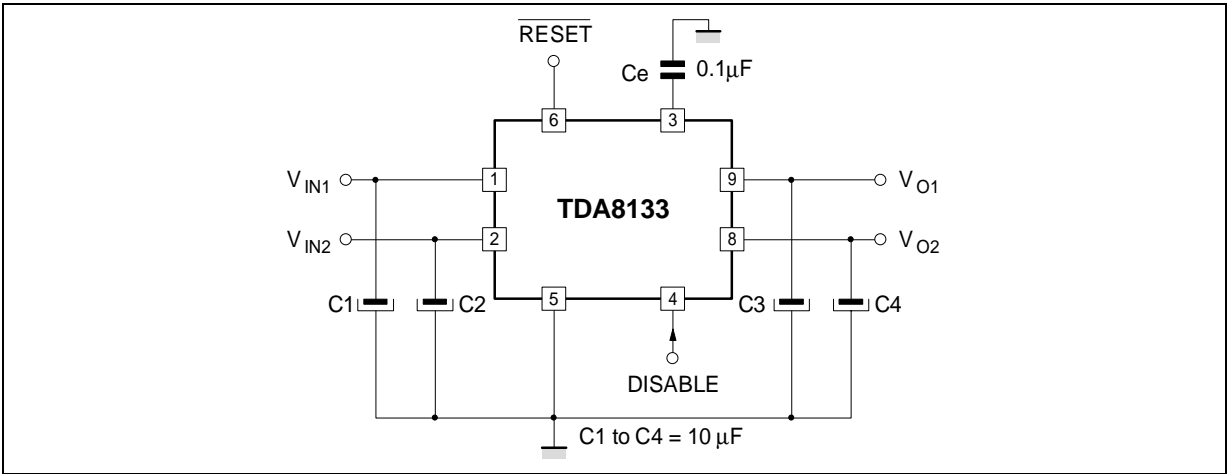 RESET
Ce 0.1µF
6 3
V IN1 1 9 V O1
TDA8133
V IN2 2 8 V O2
C1 C2 5 4 C3 C4
DISABLE
C1 to C4 = 10 µF